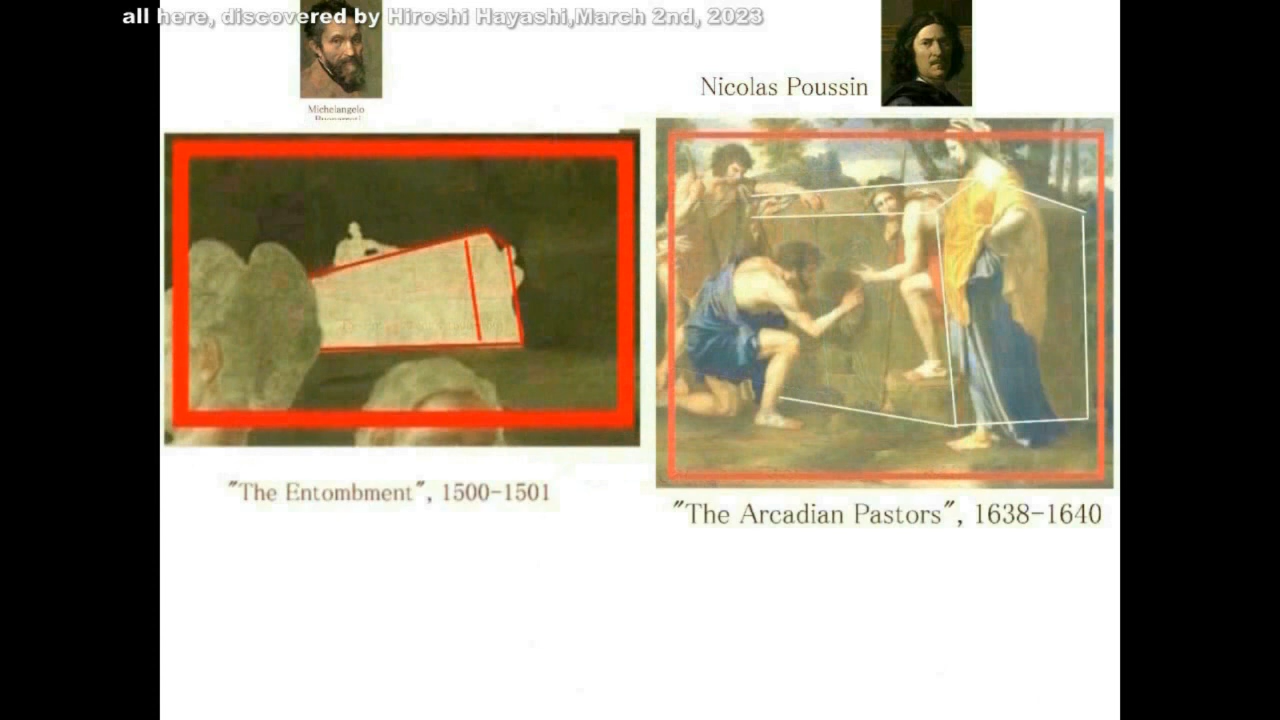 all here, discovered by Hiroshi Hayashi,March 2nd, 2023
Nicolas Poussin
Michelangelo
"The Entombment", 1500-1501
"The Arcadian Pastors", 1638-1640